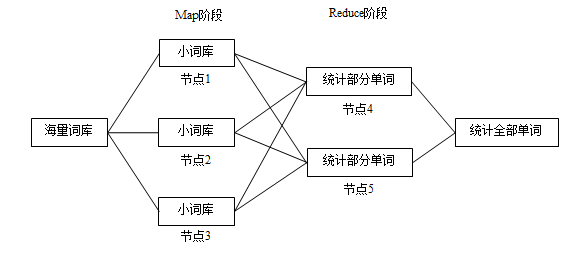 Map阶段
Reduce阶段
小词库
节点1
统计部分单词
节点4
海量词库
小词库
节点2
统计全部单词
统计部分单词
节点5
小词库
节点3